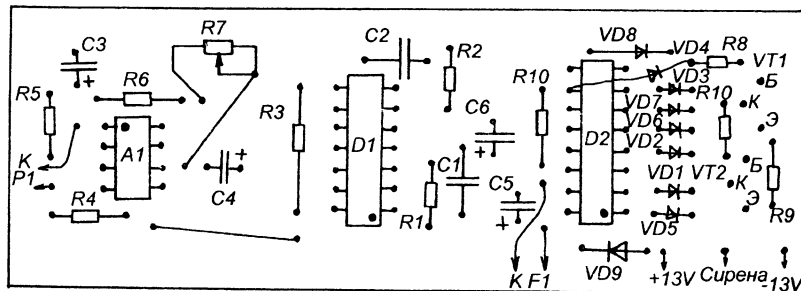 R7
C3
C2
R2
VD8
VD4
R8
VT1
R6
R10
VD3
Б
R5
R3
C6
VD7
R10
К
VD6
Э
A1
D1
D2
VD2
К
P1
C4
C1
C5
VD1
VT2
Б
К
R4
R1
VD5
Э
R9
К
F1
VD9
+13V
Сирена
-13V